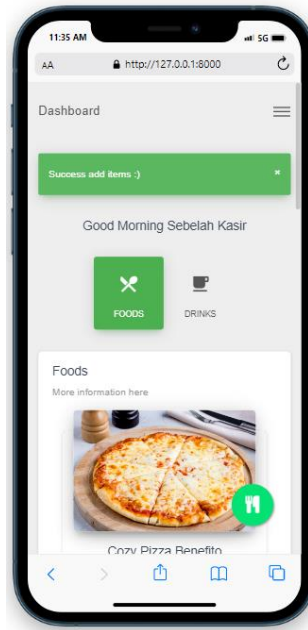 11:35 AM
5G
AA
http://127.0.0.1:8000
Dashboard
Success add items :)
×
Good Morning Sebelah Kasir
FOODS
DRINKS
Foods
More information here
Cozy Pizza Benefito